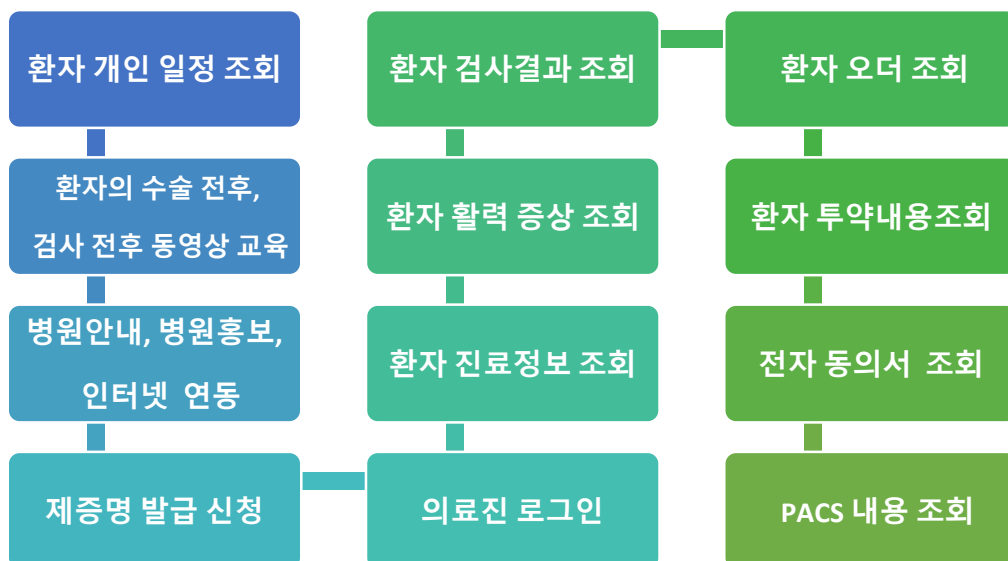 환자 개인 일정 조회
환자의 수술 전후,
검사 전후 동영상 교육
병원안내, 병원홍보,
인터넷 연동
제증명 발급 신청
의료진 로그인
환자 진료정보 조회
환자 활력 증상 조회
환자 검사결과 조회
환자 오더 조회
환자 투약내용조회
전자 동의서 조회
PACS 내용 조회